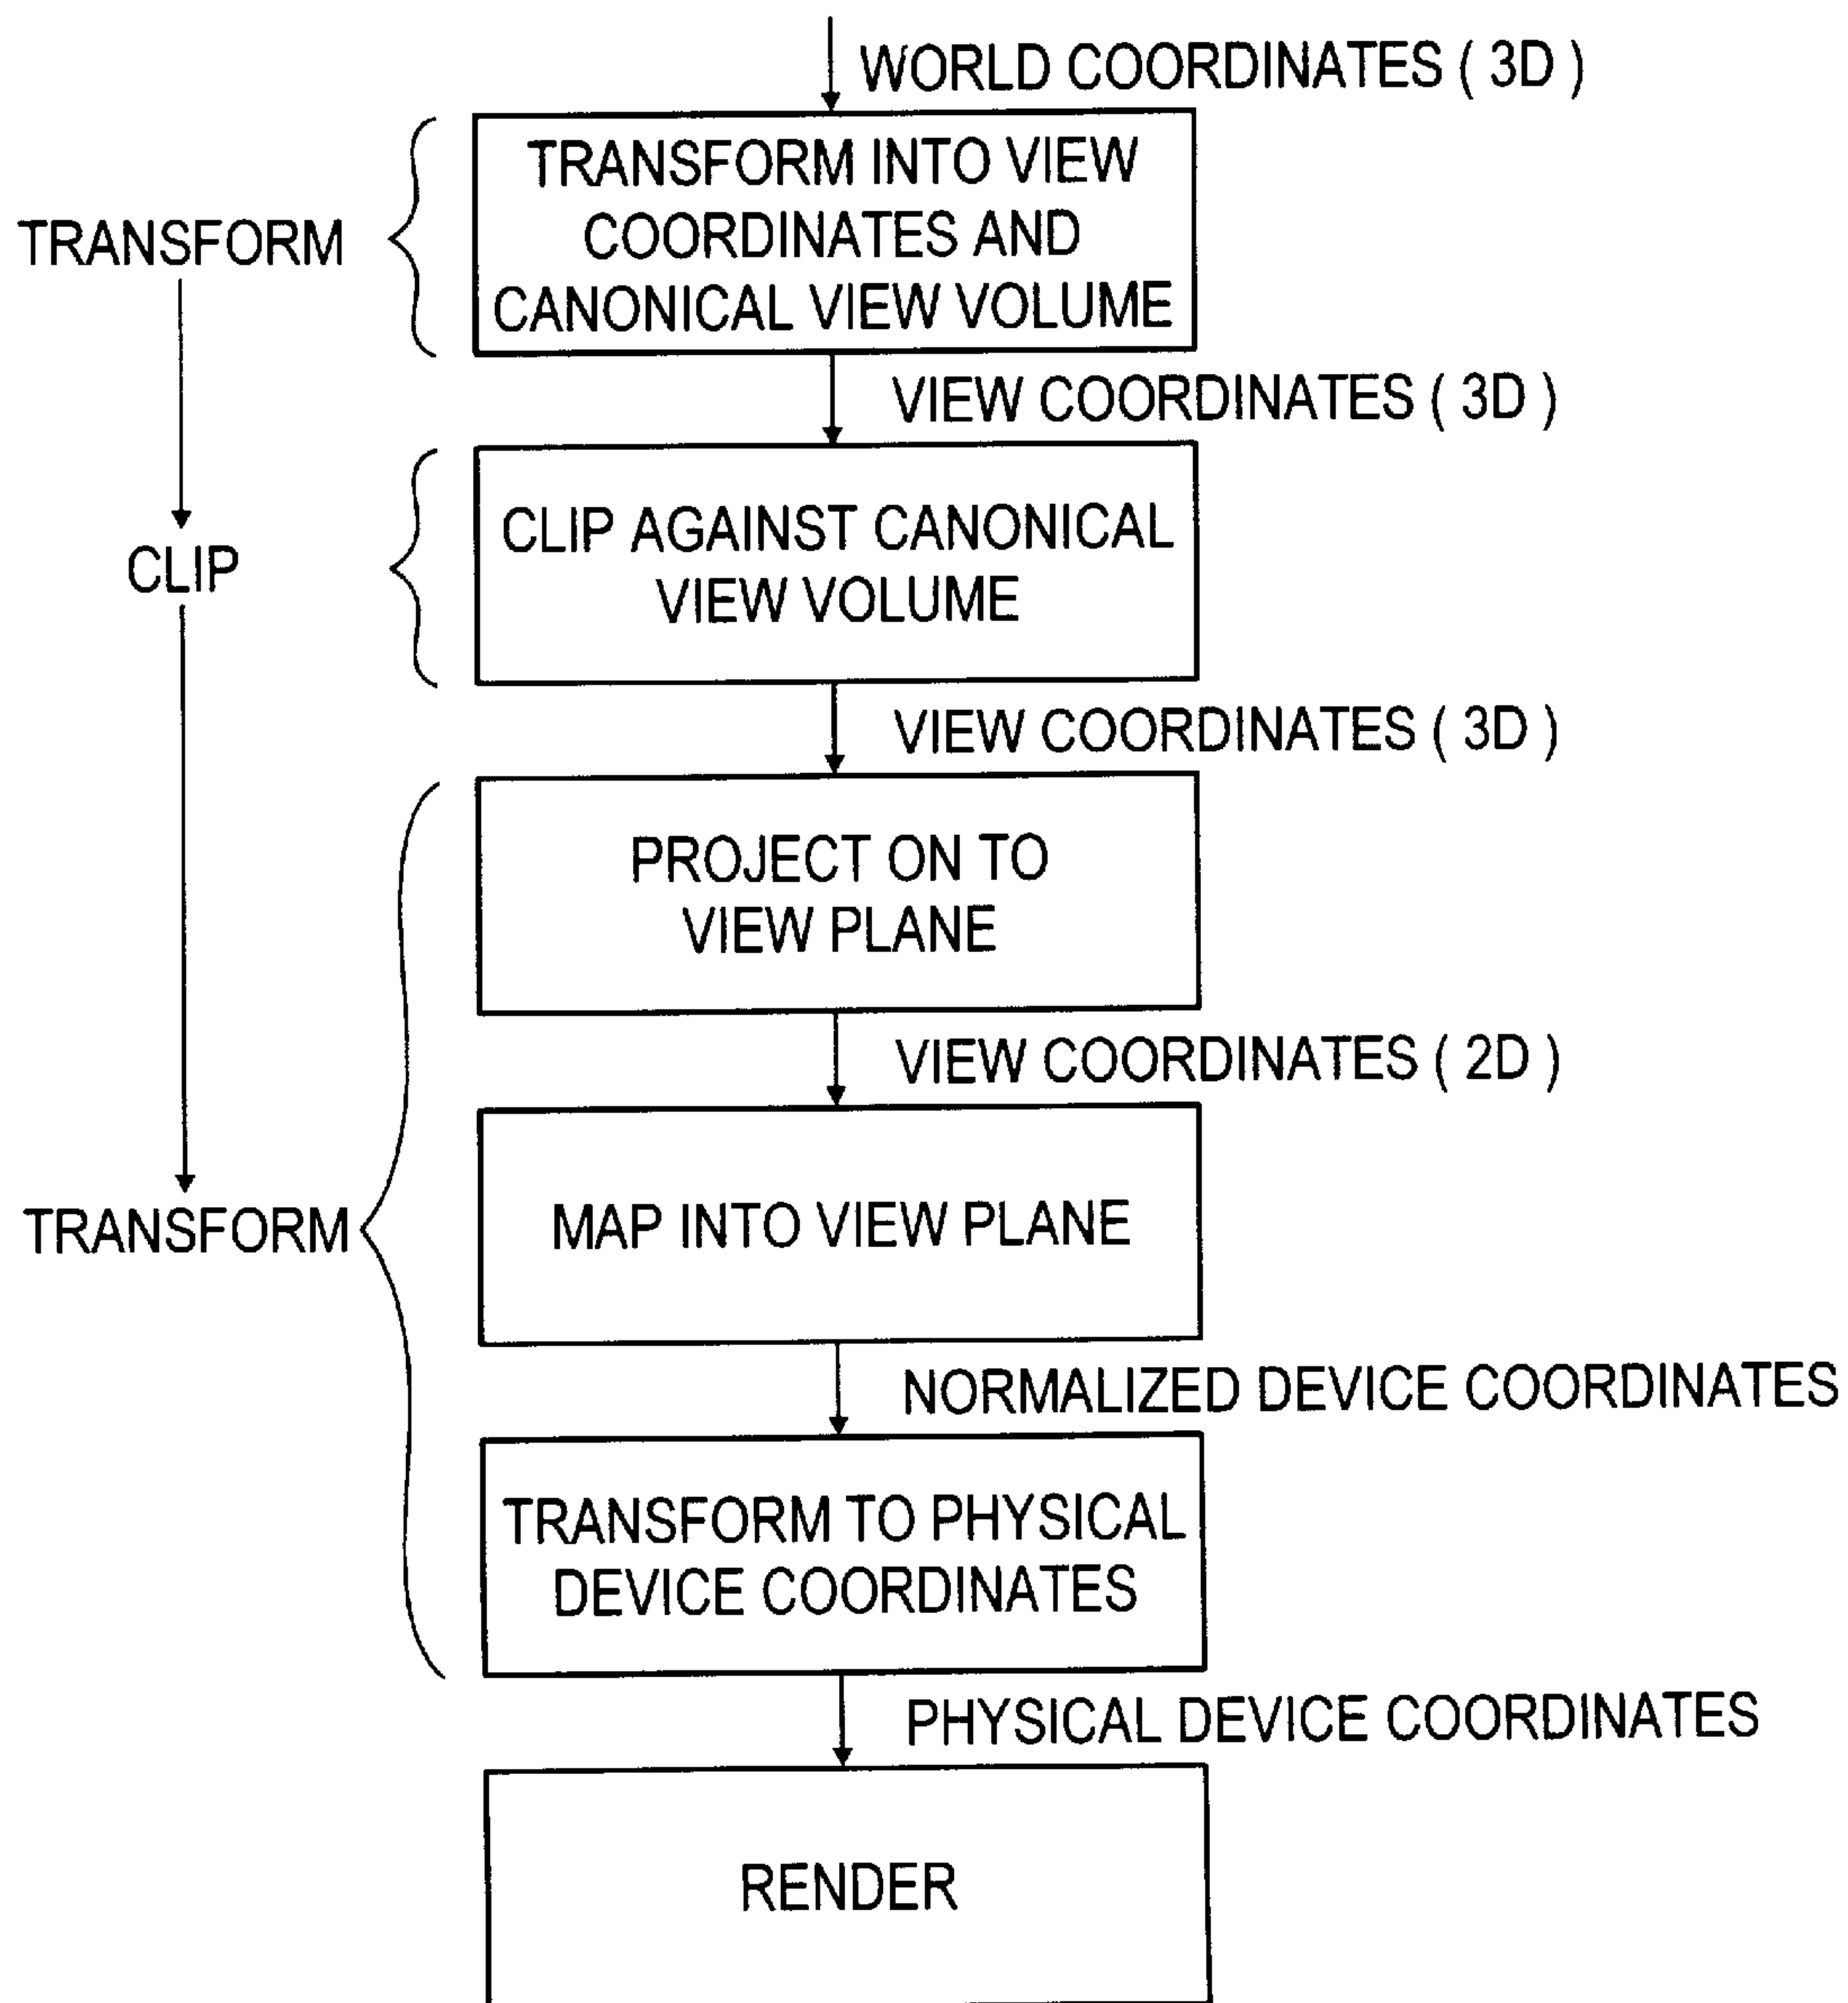 WORLD COORDINATES ( 3D )
TRANSFORM INTO VIEW
COORDINATES AND
CANONICAL VIEW VOLUME
TRANSFORM
VIEW COORDINATES ( 3D )
CLIP AGAINST CANONICAL
VIEW VOLUME
CLIP
VIEW COORDINATES ( 3D )
PROJECT ON TO
VIEW PLANE
VIEW COORDINATES ( 2D )
MAP INTO VIEW PLANE
TRANSFORM
NORMALIZED DEVICE COORDINATES
TRANSFORM TO PHYSICAL
DEVICE COORDINATES
PHYSICAL DEVICE COORDINATES
RENDER